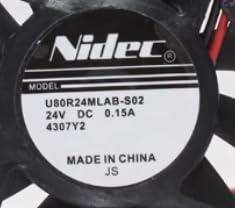 Nidec
MODEL
U80R24MLAB-S02
24V DC 0.15A
4307Y2
MADE IN CHINA
JS